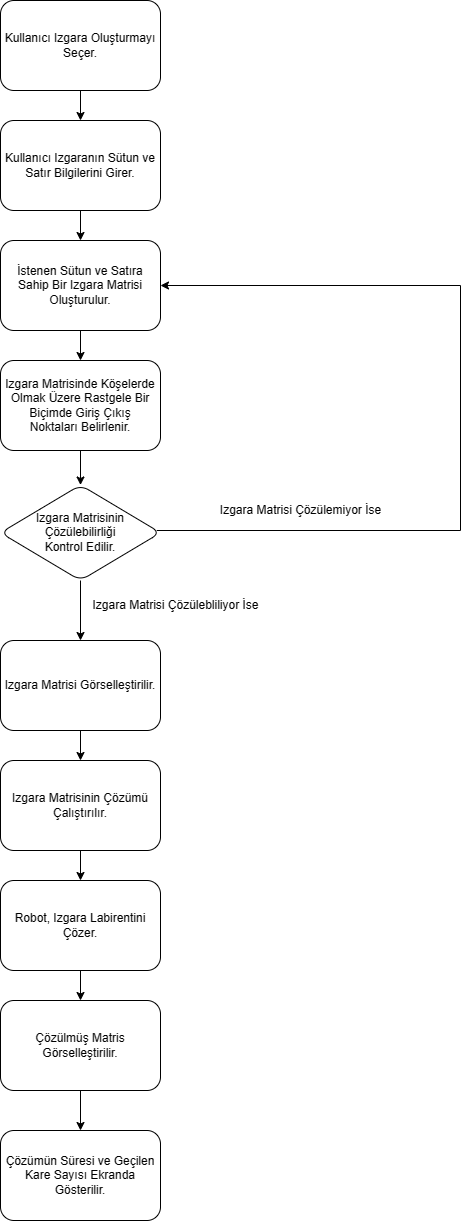 Kullanıcı Izgara Oluşturmayı
Seçer.
Kullanıcı Izgaranın Sütun ve
Satır Bilgilerini Girer.
İstenen Sütun ve Satıra
Sahip Bir Izgara Matrisi
Oluşturulur.
Izgara Matrisinde Köşelerde
Olmak Üzere Rastgele Bir
Biçimde Giriş Çıkış
Noktaları Belirlenir.
Izgara Matrisi Çözülemiyor İse
Izgara Matrisinin
Çözülebilirliği
Kontrol Edilir.
Izgara Matrisi Çözülebliliyor İse
Izgara Matrisi Görselleştirilir.
Izgara Matrisinin Çözümü
Çalıştırılır.
Robot, Izgara Labirentini
Çözer.
Çözülmüş Matris
Görselleştirilir.
Çözümün Süresi ve Geçilen
Kare Sayısı Ekranda
Gösterilir.